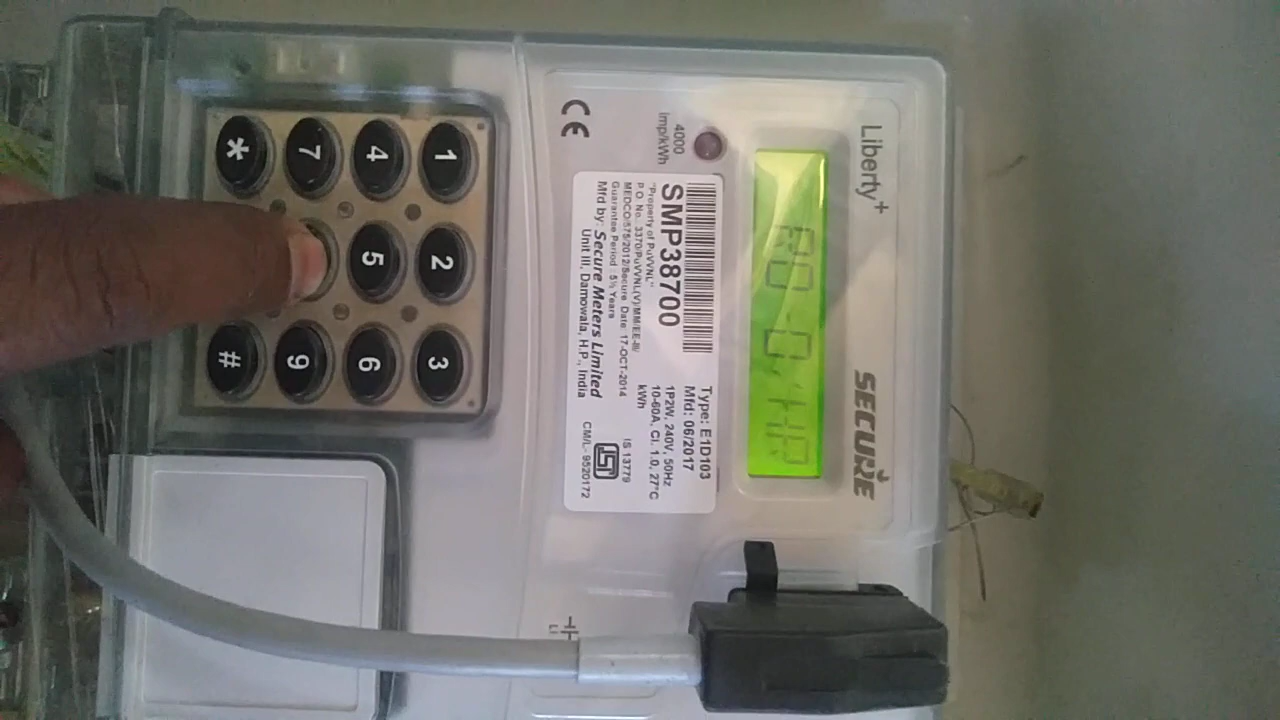 Liberty+
SECURE
4000
imp/kWh
CE
SMP38700
"Property of PuVVNL"
P.O. No.: 3370/PuVVNL(V)/MM/EE-III/
MEDCO/575/2012/Secure Date: 17-OCT-2014
Guarantee Period : 5½ Years
Mfd by: Secure Meters Limited
Unit III, Damowala, H.P., India
Type: E1D103
Mfd: 06/2017
1P2W, 240V, 50Hz
10-60A, Cl. 1.0, 27°C
kWh
IS 13779
CM/L- 9520172
1 2 3
4 5 6
7 9
* #